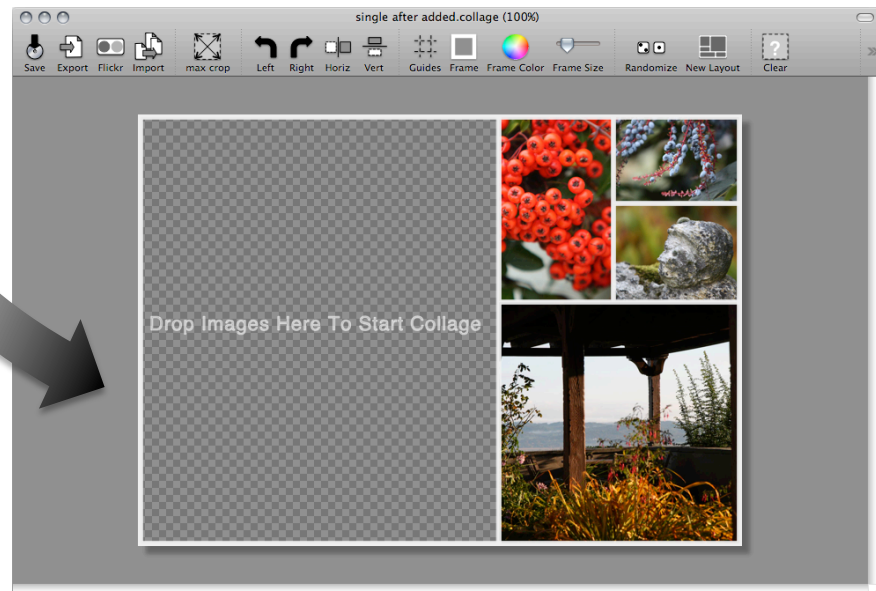 single after added.collage (100%)
Save Export Flickr Import max crop Left Right Horiz Vert Guides Frame Frame Color Frame Size Randomize New Layout Clear
Drop Images Here To Start Collage